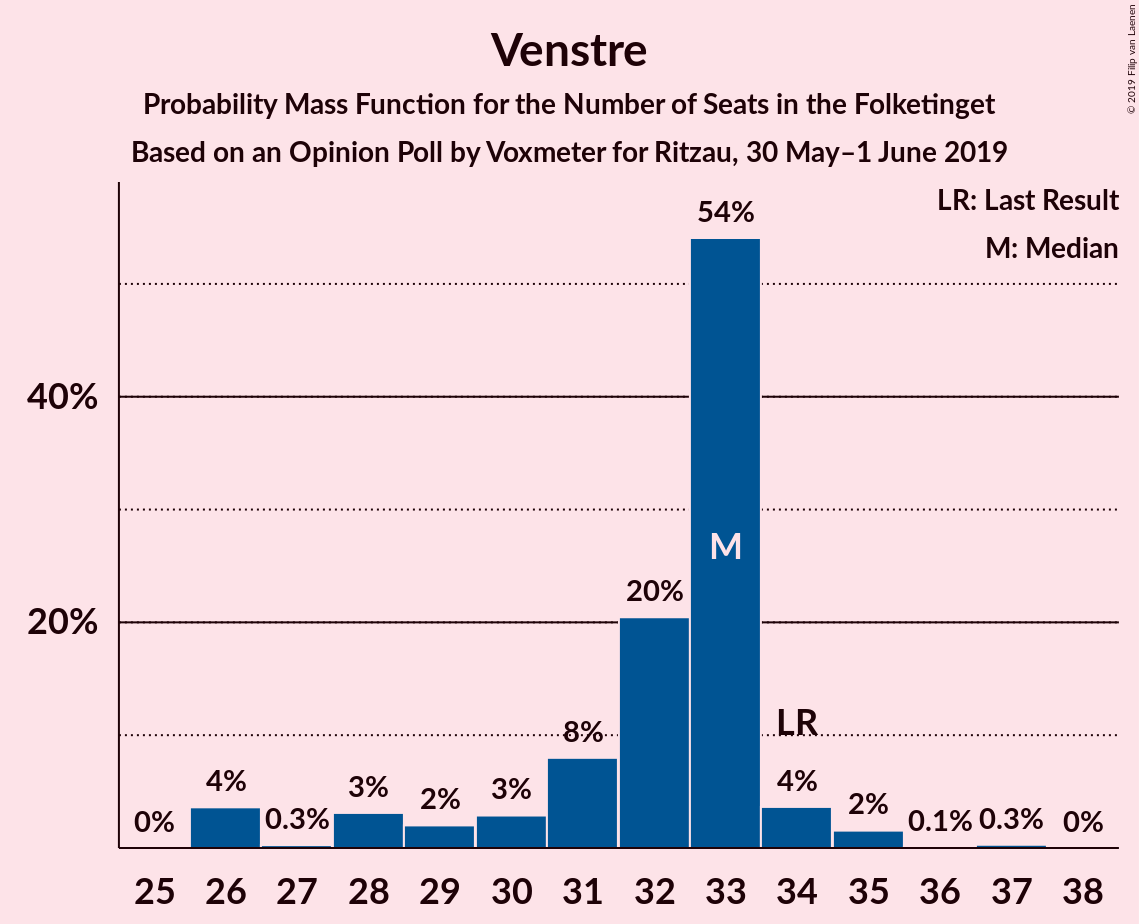 Venstre
Probability Mass Function for the Number of Seats in the Folketinget
Based on an Opinion Poll by Voxmeter for Ritzau, 30 May–1 June 2019
© 2019 Filip van Laenen
LR: Last Result
M: Median
40%
20%
0%
4%
0.3%
3%
2%
3%
8%
20%
54%
M
LR
4%
2%
0.1%
0.3%
0%
25 26 27 28 29 30 31 32 33 34 35 36 37 38